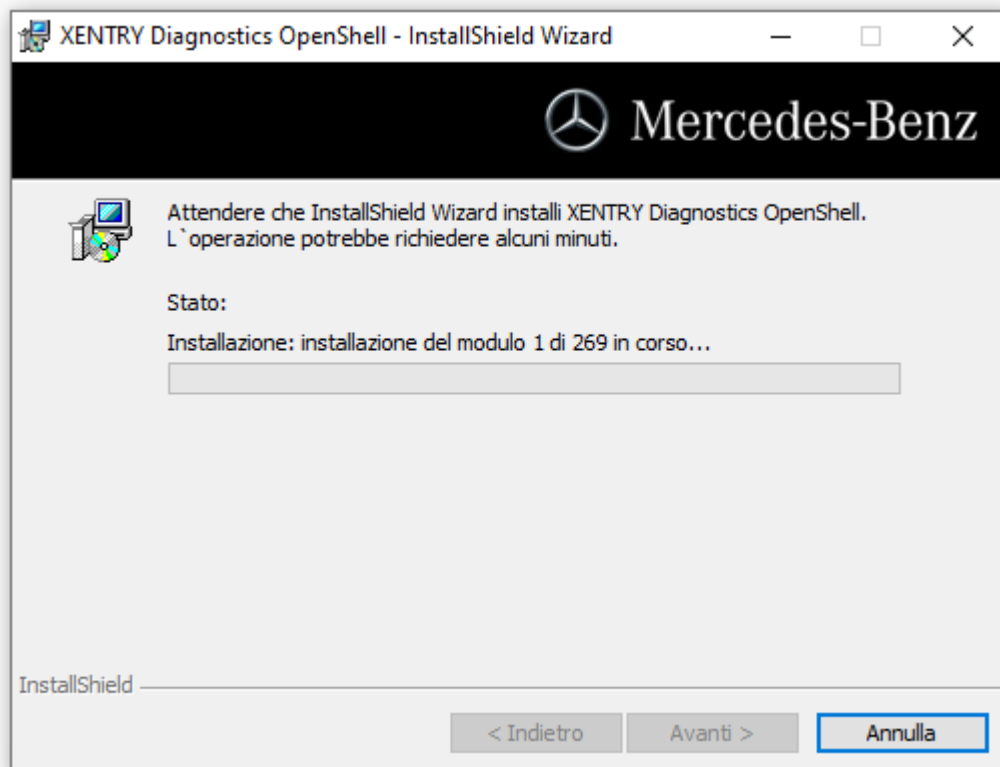 XENTRY Diagnostics OpenShell - InstallShield Wizard
Mercedes-Benz
Attendere che InstallShield Wizard installi XENTRY Diagnostics OpenShell.
L`operazione potrebbe richiedere alcuni minuti.
Stato:
Installazione: installazione del modulo 1 di 269 in corso...
InstallShield
< Indietro
Avanti >
Annulla